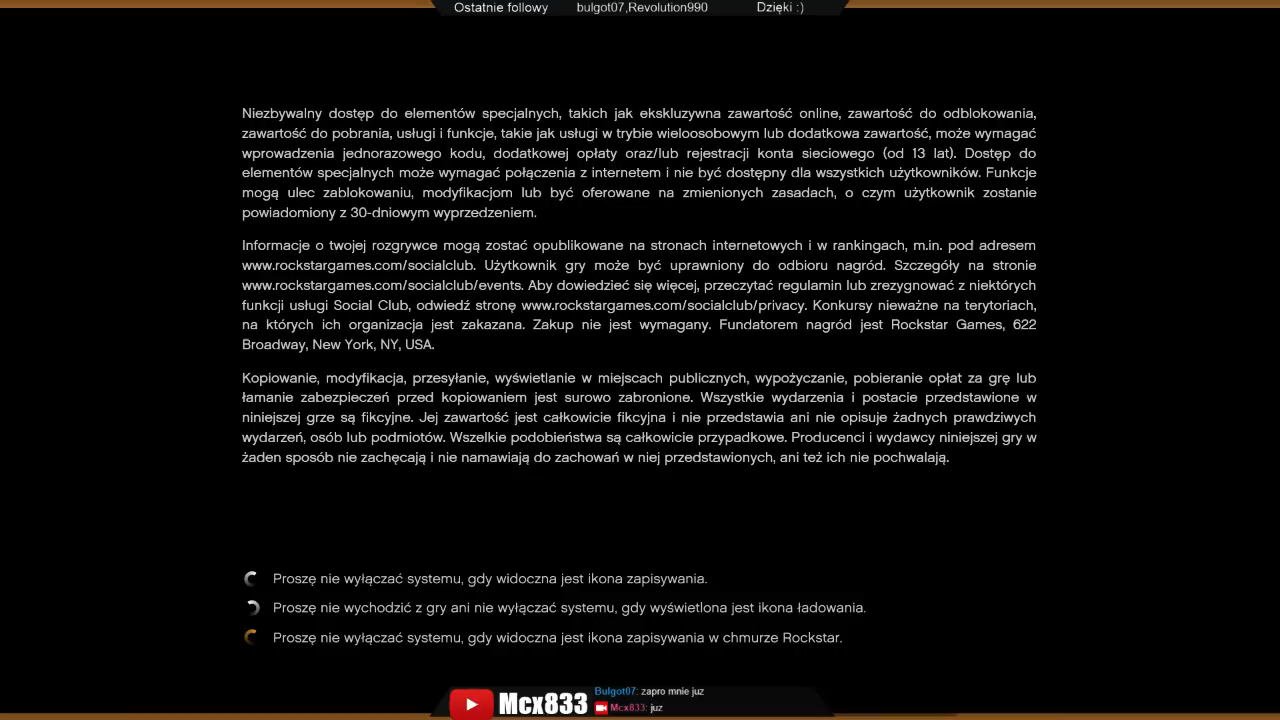 Ostatnie followy bulgot07,Revolution990 Dzięki :)
Niezbywalny dostęp do elementów specjalnych, takich jak ekskluzywna zawartość online, zawartość do odblokowania,
zawartość do pobrania, usługi i funkcje, takie jak usługi w trybie wieloosobowym lub dodatkowa zawartość, może wymagać
wprowadzenia jednorazowego kodu, dodatkowej opłaty oraz/lub rejestracji konta sieciowego (od 13 lat). Dostęp do
elementów specjalnych może wymagać połączenia z internetem i nie być dostępny dla wszystkich użytkowników. Funkcje
mogą ulec zablokowaniu, modyfikacjom lub być oferowane na zmienionych zasadach, o czym użytkownik zostanie
powiadomiony z 30-dniowym wyprzedzeniem.
Informacje o twojej rozgrywce mogą zostać opublikowane na stronach internetowych i w rankingach, m.in. pod adresem
www.rockstargames.com/socialclub. Użytkownik gry może być uprawniony do odbioru nagród. Szczegóły na stronie
www.rockstargames.com/socialclub/events. Aby dowiedzieć się więcej, przeczytać regulamin lub zrezygnować z niektórych
funkcji usługi Social Club, odwiedź stronę www.rockstargames.com/socialclub/privacy. Konkursy nieważne na terytoriach,
na których ich organizacja jest zakazana. Zakup nie jest wymagany. Fundatorem nagród jest Rockstar Games, 622
Broadway, New York, NY, USA.
Kopiowanie, modyfikacja, przesyłanie, wyświetlanie w miejscach publicznych, wypożyczanie, pobieranie opłat za grę lub
łamanie zabezpieczeń przed kopiowaniem jest surowo zabronione. Wszystkie wydarzenia i postacie przedstawione w
niniejszej grze są fikcyjne. Jej zawartość jest całkowicie fikcyjna i nie przedstawia ani nie opisuje żadnych prawdziwych
wydarzeń, osób lub podmiotów. Wszelkie podobieństwa są całkowicie przypadkowe. Producenci i wydawcy niniejszej gry w
żaden sposób nie zachęcają i nie namawiają do zachowań w niej przedstawionych, ani też ich nie pochwalają.
Proszę nie wyłączać systemu, gdy widoczna jest ikona zapisywania.
Proszę nie wychodzić z gry ani nie wyłączać systemu, gdy wyświetlona jest ikona ładowania.
Proszę nie wyłączać systemu, gdy widoczna jest ikona zapisywania w chmurze Rockstar.
Mcx833
Bulgot07: zapro mnie juz
Mcx833: juz